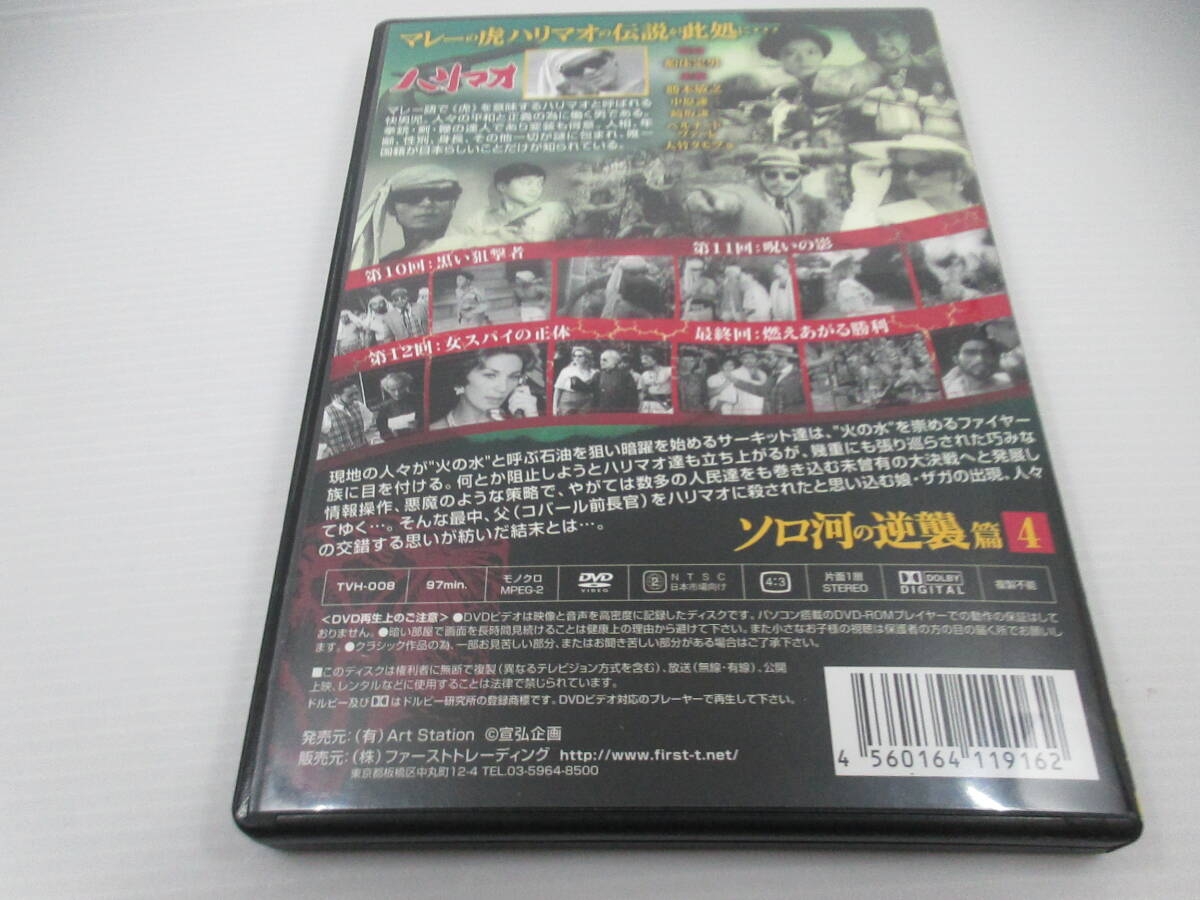 マレーの虎 ハリマオの伝説が此処に…
ハリマオ
マレー語で《虎》を意味するハリマオと呼ばれる
快男児。人々の平和と正義の為に働く男である。
拳銃・剣・鞭の達人であり変装も得意。人相、年
齢、性別、身長、その他一切が謎に包まれ、唯一
国籍が日本らしいことだけが知られている。
勝木敏之
中原謙二
第10回:黒い狙撃者
第11回:呪いの影
第12回:女スパイの正体
最終回:燃えあがる勝利
現地の人々が“火の水”と呼ぶ石油を狙い暗躍を始めるサーキット達は、“火の水”を崇めるファイヤー
族に目を付ける。何とか阻止しようとハリマオ達も立ち上がるが、幾重にも張り巡らされた巧みな
情報操作、悪魔のような策略で、やがては数多の人民達をも巻き込む未曾有の大決戦へと発展し
てゆく…。そんな最中、父(コバール前長官)をハリマオに殺されたと思い込む娘・ザガの出現。人々
の交錯する思いが紡いだ結末とは…。
ソロ河の逆襲篇 4
TVH-008 97min. モノクロ MPEG-2 DVD VIDEO 2 NTSC 日本市場向け 4:3 片面1層 STEREO DOLBY DIGITAL 複製不能
<DVD再生上のご注意>●DVDビデオは映像と音声を高密度に記録したディスクです。パソコン搭載のDVD-ROMプレイヤーでの動作の保証はして
おりません。●暗い部屋で画面を長時間見続けることは健康上の理由から避けて下さい。また小さなお子様の視聴は保護者の方の目の届く所でお願いし
ます。●クラシック作品の為、一部お見苦しい部分、またはお聞き苦しい部分がある場合はご了承下さい。
■このディスクは権利者に無断で複製(異なるテレビジョン方式を含む)、放送(無線・有線)、公開
上映、レンタルなどに使用することは法律で禁じられています。
ドルビー及びDDはドルビー研究所の登録商標です。DVDビデオ対応のプレーヤーで再生して下さい。
発売元:(有)Art Station ©宣弘企画
販売元:(株)ファーストトレーディング http://www.first-t.net/
東京都板橋区中丸町12-4 TEL.03-5964-8500
4 560164 119162